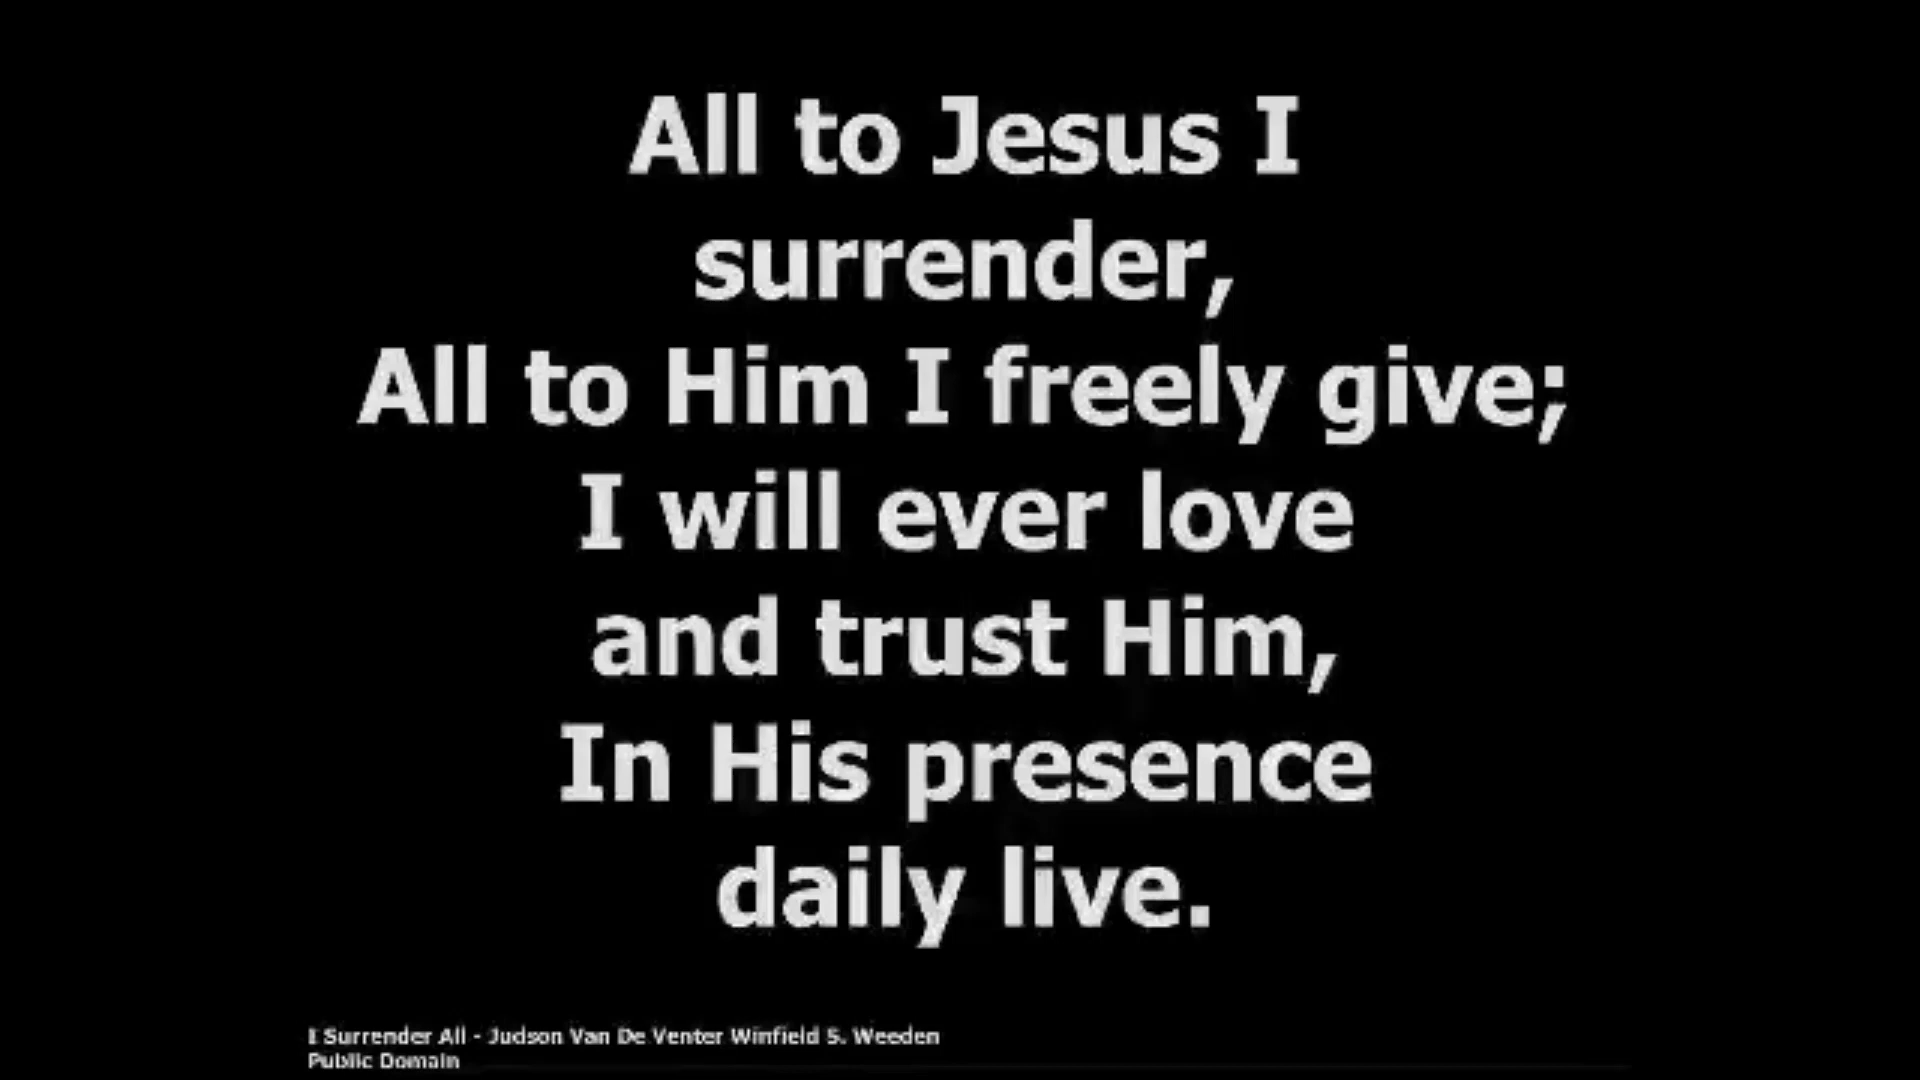 All to Jesus I
surrender,
All to Him I freely give;
I will ever love
and trust Him,
In His presence
daily live.
I Surrender All - Judson Van De Venter Winfield S. Weeden
Public Domain